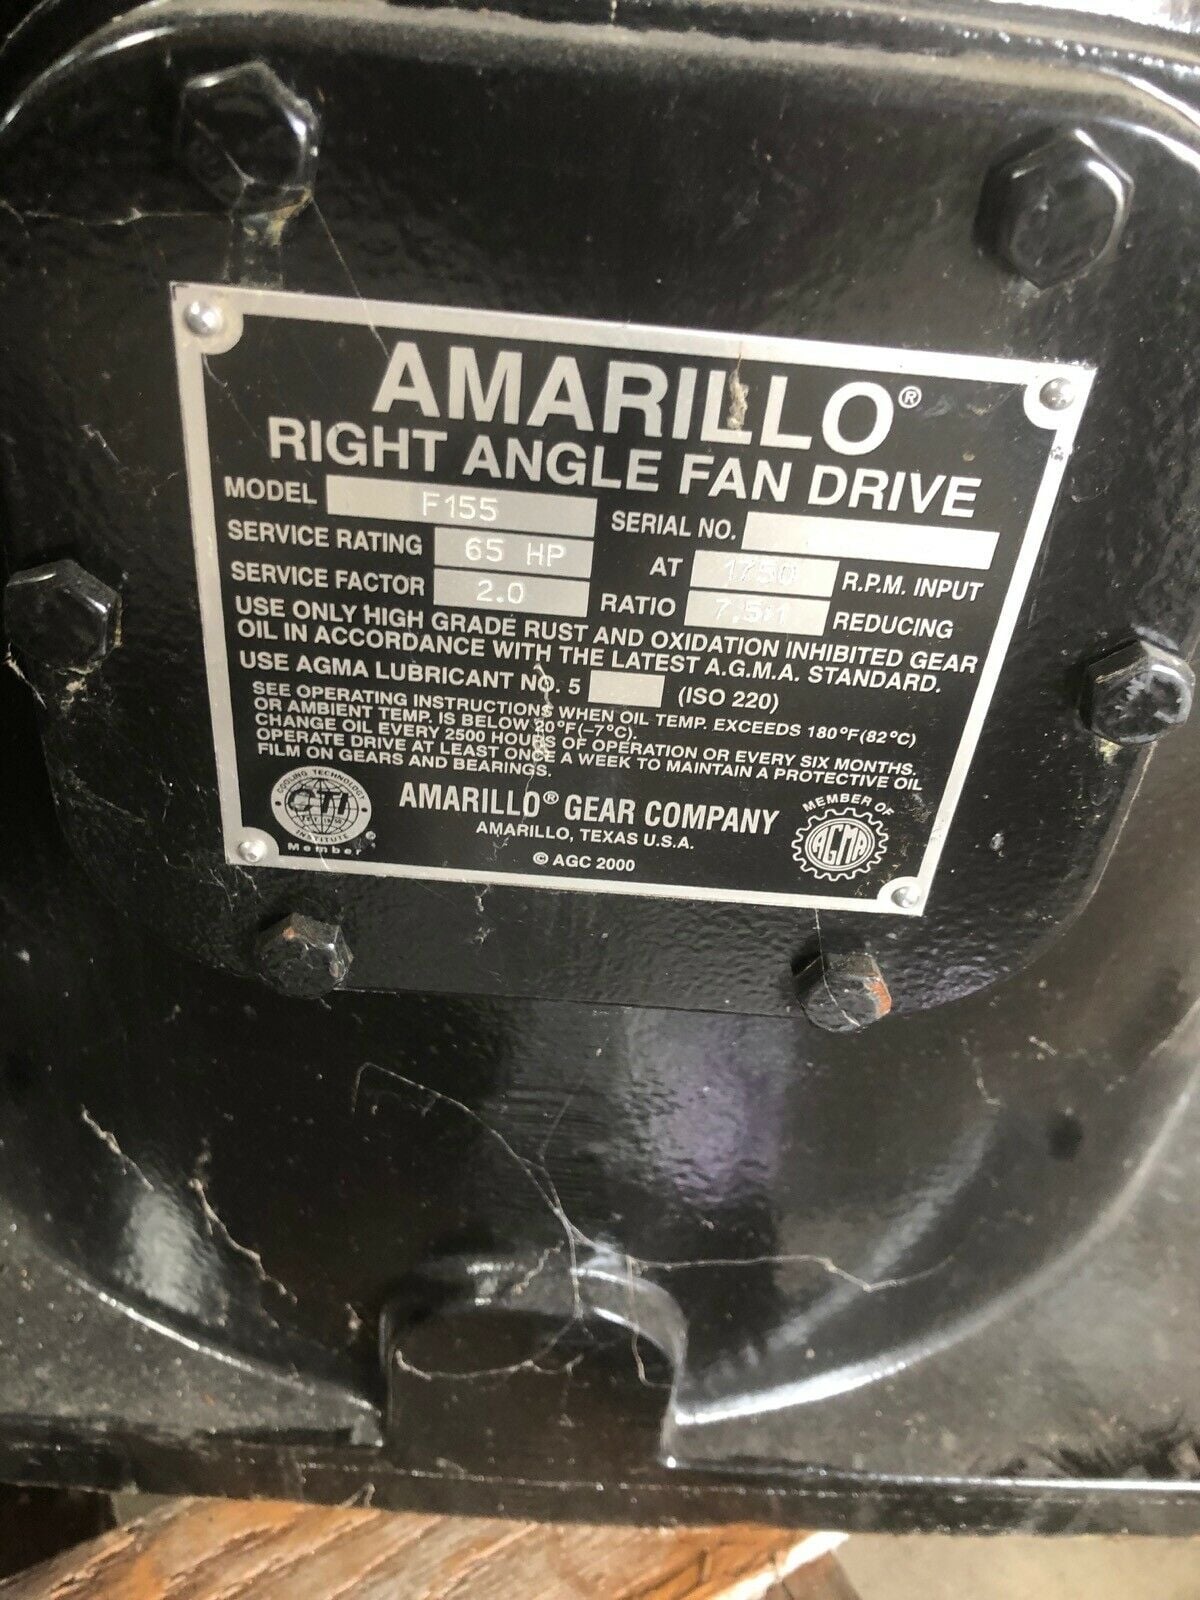 AMARILLO®
RIGHT ANGLE FAN DRIVE
MODEL F155 SERIAL NO.
SERVICE RATING 65 HP AT 1750 R.P.M. INPUT
SERVICE FACTOR 2.0 RATIO 7.5:1 REDUCING
USE ONLY HIGH GRADE RUST AND OXIDATION INHIBITED GEAR
OIL IN ACCORDANCE WITH THE LATEST A.G.M.A. STANDARD.
USE AGMA LUBRICANT NO. 5 (ISO 220)
SEE OPERATING INSTRUCTIONS WHEN OIL TEMP. EXCEEDS 180°F (82°C)
OR AMBIENT TEMP. IS BELOW 20°F (-7°C).
CHANGE OIL EVERY 2500 HOURS OF OPERATION OR EVERY SIX MONTHS.
OPERATE DRIVE AT LEAST ONCE A WEEK TO MAINTAIN A PROTECTIVE OIL
FILM ON GEARS AND BEARINGS.
COOLING TECHNOLOGY
CTI
INSTITUTE
Member ®
AMARILLO® GEAR COMPANY
AMARILLO, TEXAS U.S.A.
© AGC 2000
MEMBER OF
AGMA